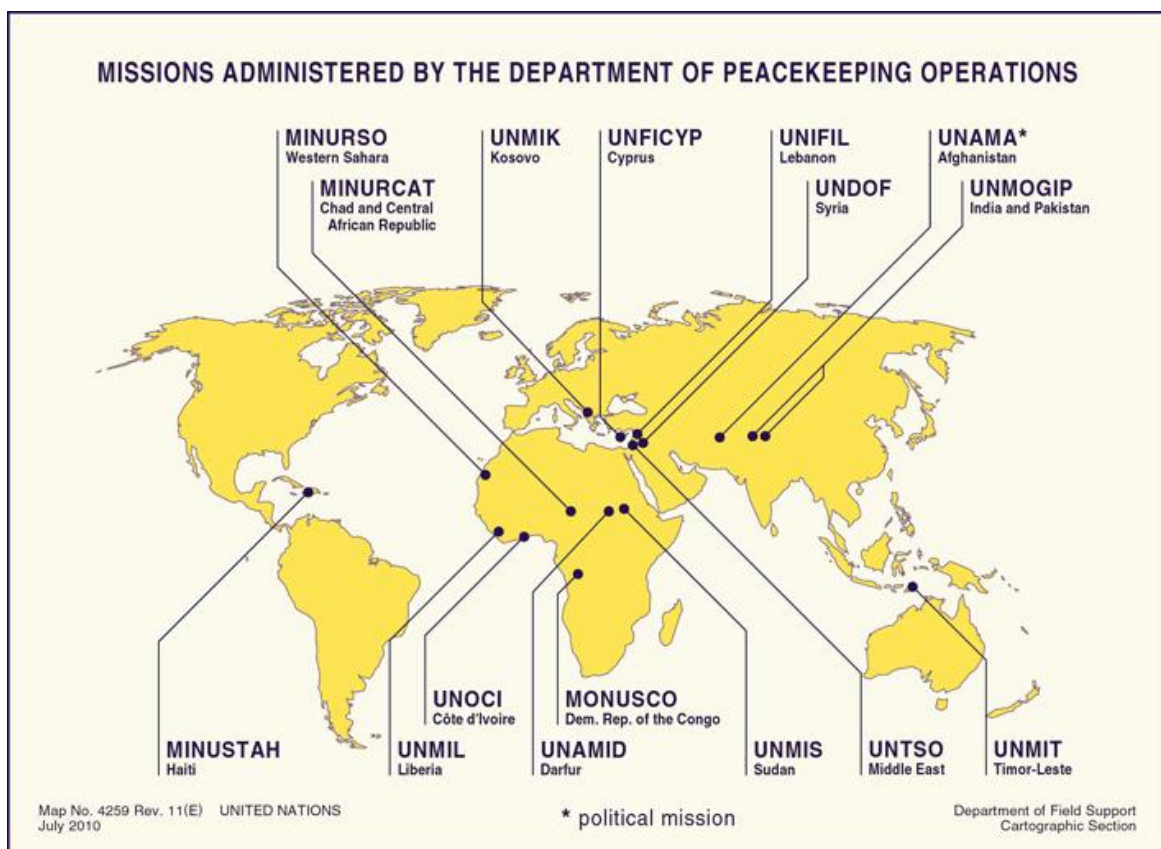 MISSIONS ADMINISTERED BY THE DEPARTMENT OF PEACEKEEPING OPERATIONS
MINURSO
Western Sahara
UNMIK
Kosovo
UNFICYP
Cyprus
UNIFIL
Lebanon
UNAMA*
Afghanistan
MINURCAT
Chad and Central
African Republic
UNDOF
Syria
UNMOGIP
India and Pakistan
UNOCI
Côte d'Ivoire
MONUSCO
Dem. Rep. of the Congo
MINUSTAH
Haiti
UNMIL
Liberia
UNAMID
Darfur
UNMIS
Sudan
UNTSO
Middle East
UNMIT
Timor-Leste
Map No. 4259 Rev. 11(E) UNITED NATIONS
July 2010
* political mission
Department of Field Support
Cartographic Section